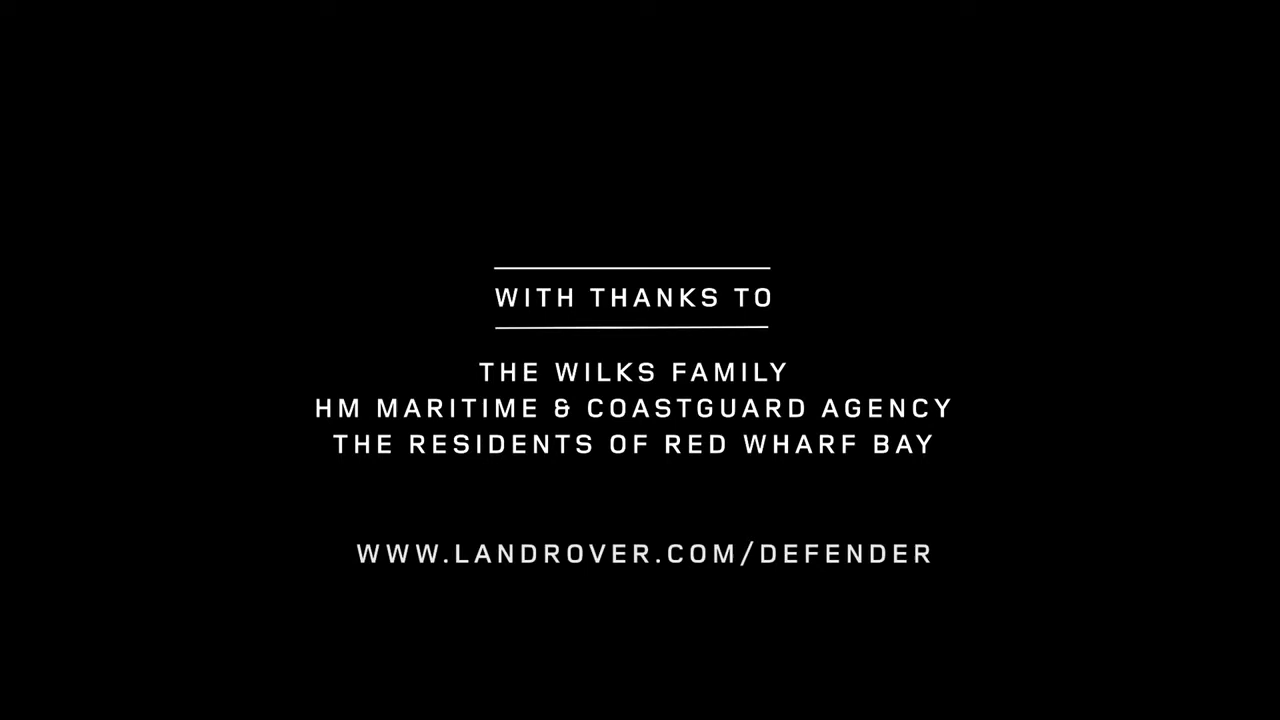 WITH THANKS TO
THE WILKS FAMILY
HM MARITIME & COASTGUARD AGENCY
THE RESIDENTS OF RED WHARF BAY
WWW.LANDROVER.COM/DEFENDER